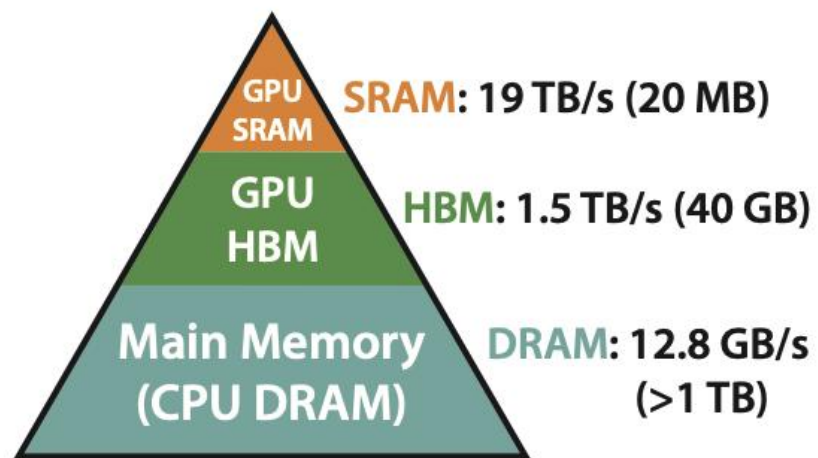 GPU
SRAM
SRAM: 19 TB/s (20 MB)
GPU
HBM
HBM: 1.5 TB/s (40 GB)
Main Memory
(CPU DRAM)
DRAM: 12.8 GB/s
(>1 TB)